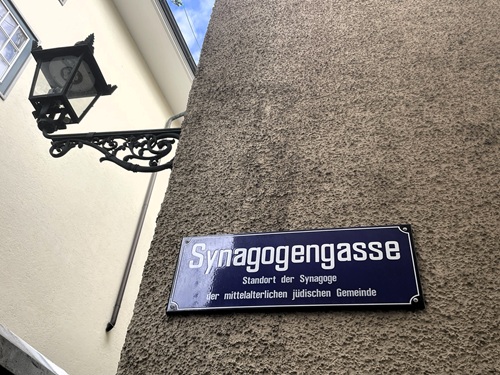 Synagogengasse
Standort der Synagoge
der mittelalterlichen jüdischen Gemeinde